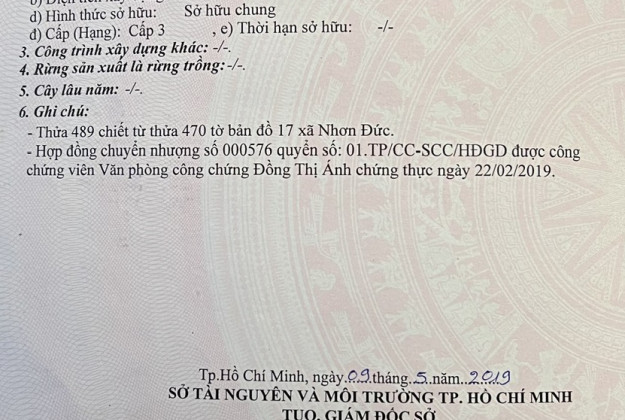 d) Hình thức sở hữu: Sở hữu chung
đ) Cấp (Hạng): Cấp 3 , e) Thời hạn sở hữu: -/-
3. Công trình xây dựng khác: -/-.
4. Rừng sản xuất là rừng trồng:-/-.
5. Cây lâu năm: -/-.
6. Ghi chú:
- Thửa 489 chiết từ thửa 470 tờ bản đồ 17 xã Nhơn Đức.
- Hợp đồng chuyển nhượng số 000576 quyển số: 01.TP/CC-SCC/HĐGD được công
chứng viên Văn phòng công chứng Đồng Thị Ánh chứng thực ngày 22/02/2019.
Tp.Hồ Chí Minh, ngày.09.tháng..5..năm..2019
SỞ TÀI NGUYÊN VÀ MÔI TRƯỜNG TP. HỒ CHÍ MINH
TUQ. GIÁM ĐỐC SỞ